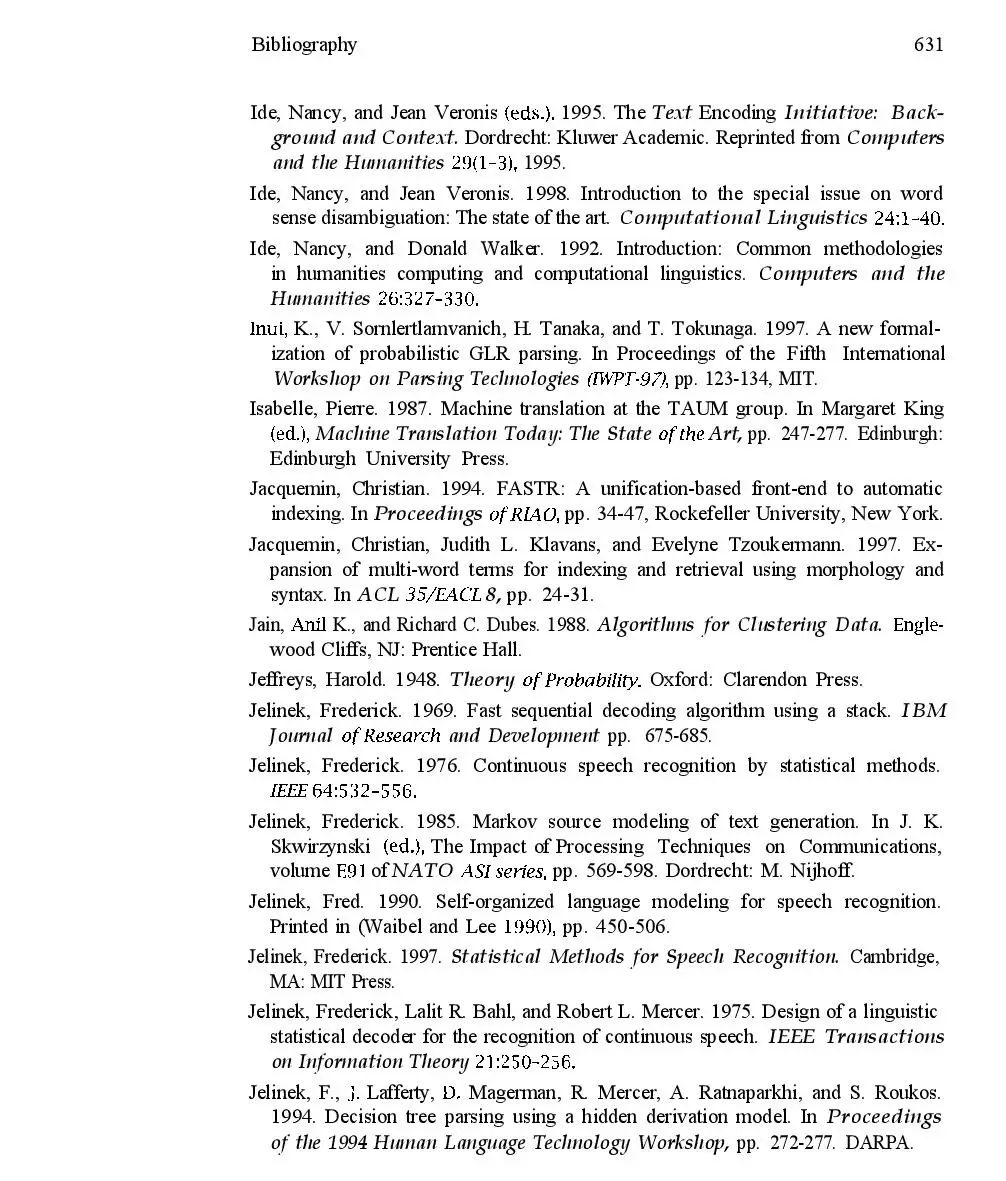 Bibliography 631
Ide, Nancy, and Jean Veronis (eds.). 1995. The Text Encoding Initiative: Back-
ground and Context. Dordrecht: Kluwer Academic. Reprinted from Computers
and the Humanities 29(1–3), 1995.
Ide, Nancy, and Jean Veronis. 1998. Introduction to the special issue on word
sense disambiguation: The state of the art. Computational Linguistics 24:1–40.
Ide, Nancy, and Donald Walker. 1992. Introduction: Common methodologies
in humanities computing and computational linguistics. Computers and the
Humanities 26:327–330.
Inui, K., V. Sornlertlamvanich, H. Tanaka, and T. Tokunaga. 1997. A new formal-
ization of probabilistic GLR parsing. In Proceedings of the Fifth International
Workshop on Parsing Technologies (IWPT-97), pp. 123-134, MIT.
Isabelle, Pierre. 1987. Machine translation at the TAUM group. In Margaret King
(ed.), Machine Translation Today: The State of the Art, pp. 247-277. Edinburgh:
Edinburgh University Press.
Jacquemin, Christian. 1994. FASTR: A unification-based front-end to automatic
indexing. In Proceedings of RIAO, pp. 34-47, Rockefeller University, New York.
Jacquemin, Christian, Judith L. Klavans, and Evelyne Tzoukermann. 1997. Ex-
pansion of multi-word terms for indexing and retrieval using morphology and
syntax. In ACL 35/EACL 8, pp. 24-31.
Jain, Anil K., and Richard C. Dubes. 1988. Algorithms for Clustering Data. Engle-
wood Cliffs, NJ: Prentice Hall.
Jeffreys, Harold. 1948. Theory of Probability. Oxford: Clarendon Press.
Jelinek, Frederick. 1969. Fast sequential decoding algorithm using a stack. IBM
Journal of Research and Development pp. 675-685.
Jelinek, Frederick. 1976. Continuous speech recognition by statistical methods.
IEEE 64:532–556.
Jelinek, Frederick. 1985. Markov source modeling of text generation. In J. K.
Skwirzynski (ed.), The Impact of Processing Techniques on Communications,
volume E91 of NATO ASI series, pp. 569-598. Dordrecht: M. Nijhoff.
Jelinek, Fred. 1990. Self-organized language modeling for speech recognition.
Printed in (Waibel and Lee 1990), pp. 450-506.
Jelinek, Frederick. 1997. Statistical Methods for Speech Recognition. Cambridge,
MA: MIT Press.
Jelinek, Frederick, Lalit R. Bahl, and Robert L. Mercer. 1975. Design of a linguistic
statistical decoder for the recognition of continuous speech. IEEE Transactions
on Information Theory 21:250–256.
Jelinek, F., J. Lafferty, D. Magerman, R. Mercer, A. Ratnaparkhi, and S. Roukos.
1994. Decision tree parsing using a hidden derivation model. In Proceedings
of the 1994 Human Language Technology Workshop, pp. 272-277. DARPA.